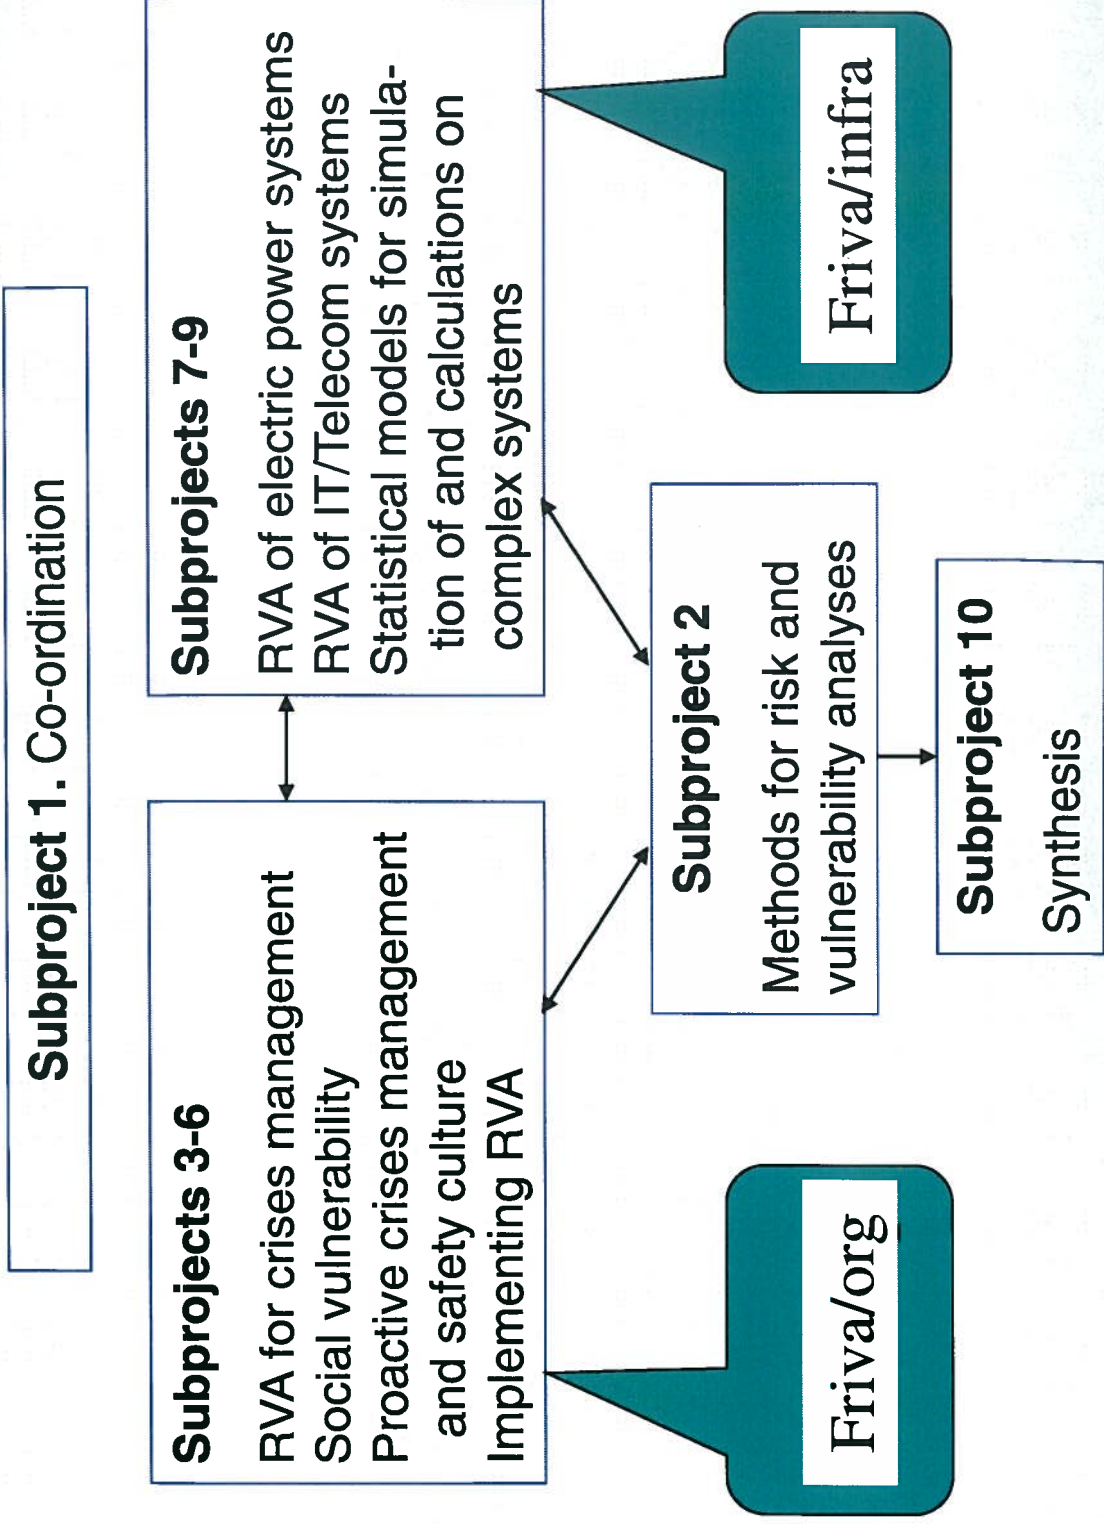 Subproject 1. Co-ordination
Subprojects 3-6
RVA for crises management
Social vulnerability
Proactive crises management
and safety culture
Implementing RVA
Subprojects 7-9
RVA of electric power systems
RVA of IT/Telecom systems
Statistical models for simula-
tion of and calculations on
complex systems
Subproject 2
Methods for risk and
vulnerability analyses
Friva/org
Friva/infra
Subproject 10
Synthesis